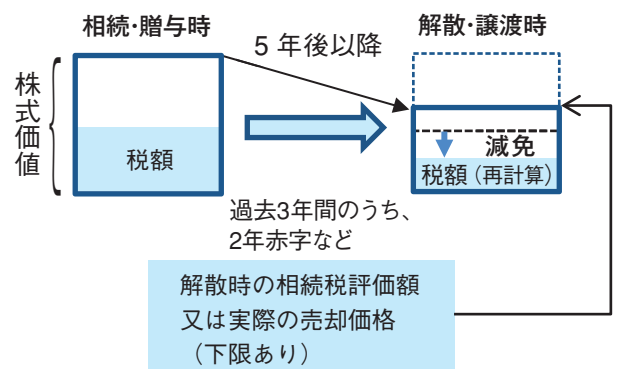 相続・贈与時
5年後以降
解散・譲渡時
株式価値
税額
減免
税額(再計算)
過去3年間のうち、
2年赤字など
解散時の相続税評価額
又は実際の売却価格
(下限あり)